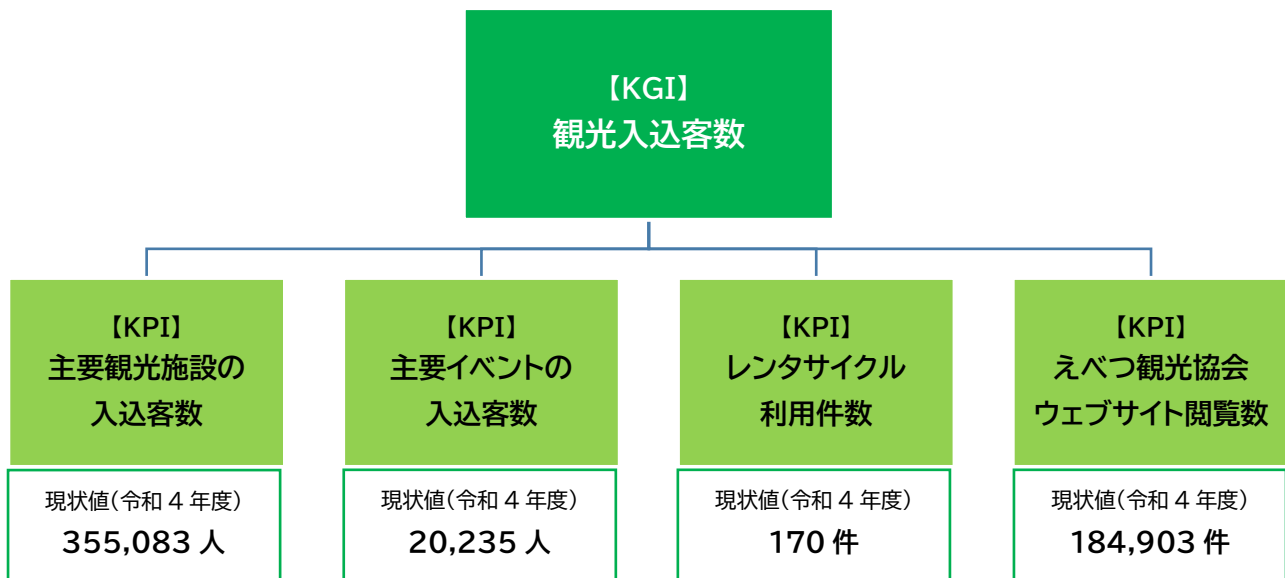 【KGI】
観光入込客数
【KPI】
主要観光施設の
入込客数
現状値(令和 4 年度)
355,083 人
【KPI】
主要イベントの
入込客数
現状値(令和 4 年度)
20,235 人
【KPI】
レンタサイクル
利用件数
現状値(令和 4 年度)
170 件
【KPI】
えべつ観光協会
ウェブサイト閲覧数
現状値(令和 4 年度)
184,903 件